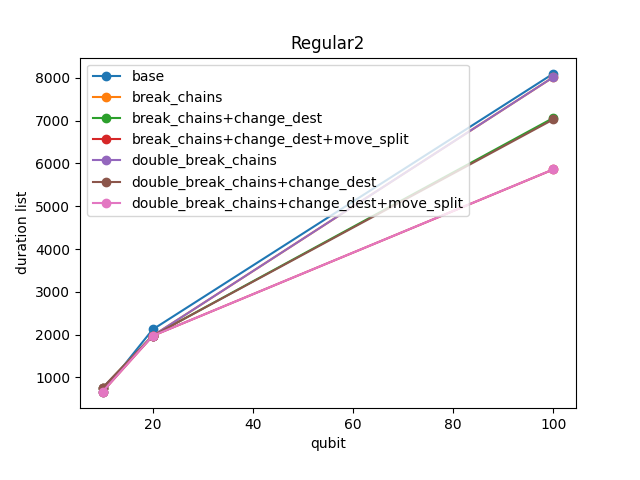 Regular2
duration list
8000
7000
6000
5000
4000
3000
2000
1000
base
break_chains
break_chains+change_dest
break_chains+change_dest+move_split
double_break_chains
double_break_chains+change_dest
double_break_chains+change_dest+move_split
20 40 60 80 100
qubit